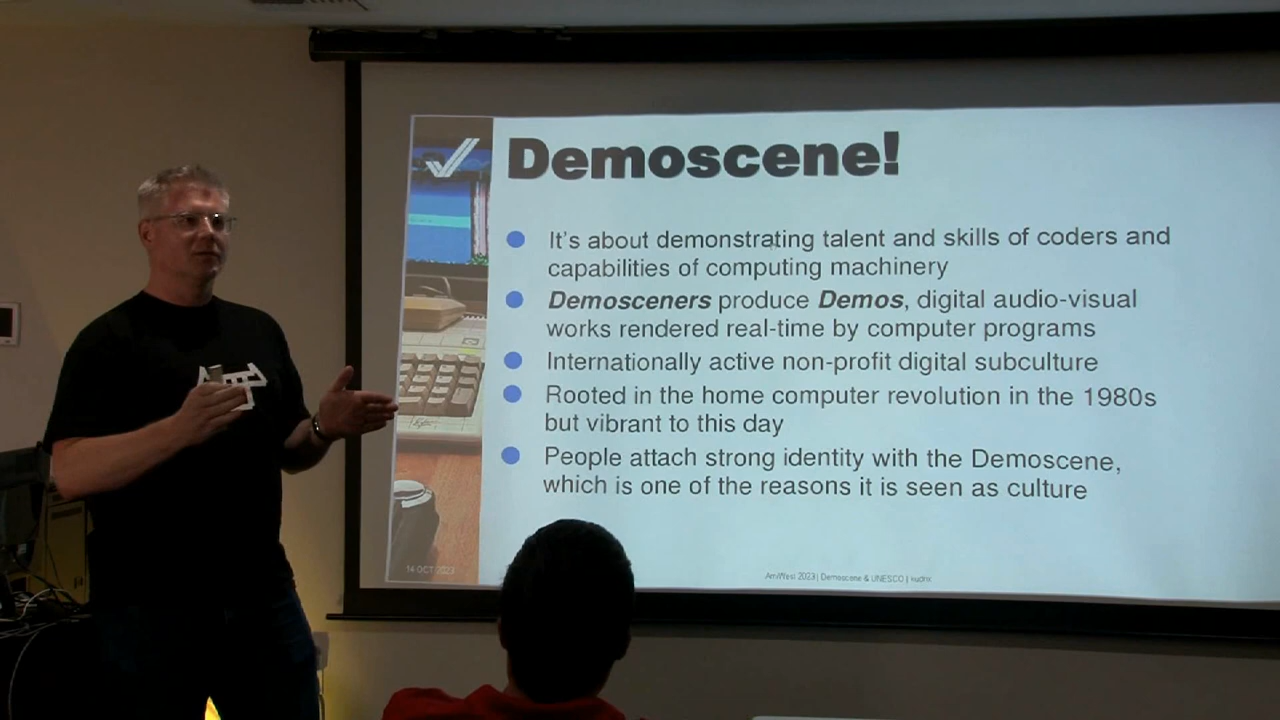 Demoscene!
It's about demonstrating talent and skills of coders and
capabilities of computing machinery
Demosceners produce Demos, digital audio-visual
works rendered real-time by computer programs
Internationally active non-profit digital subculture
Rooted in the home computer revolution in the 1980s
but vibrant to this day
People attach strong identity with the Demoscene,
which is one of the reasons it is seen as culture
14 OCT 2023
AmiWest 2023 | Demoscene & UNESCO |